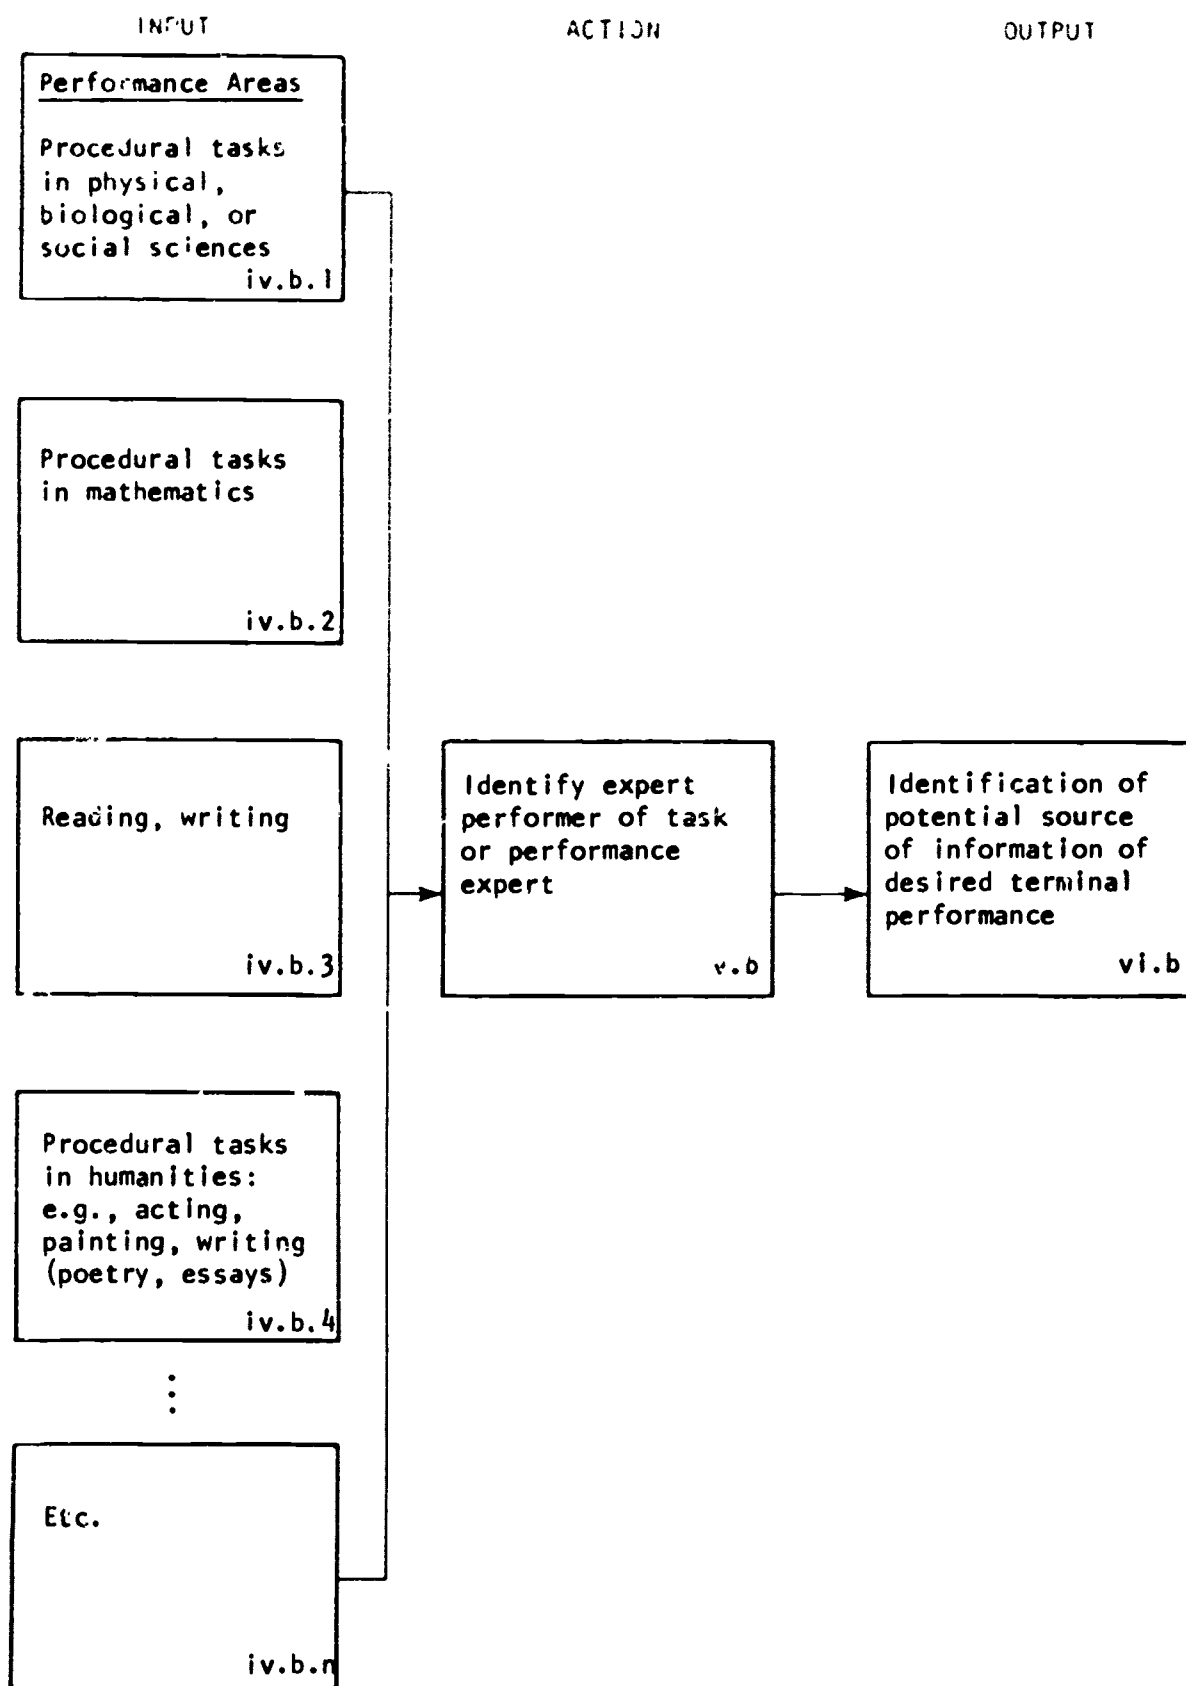 INPUT
ACTION
OUTPUT
Performance Areas
Procedural tasks
in physical,
biological, or
social sciences
iv.b.1
Procedural tasks
in mathematics
iv.b.2
Reading, writing
iv.b.3
Identify expert
performer of task
or performance
expert
v.b
Identification of
potential source
of information of
desired terminal
performance
vi.b
Procedural tasks
in humanities:
e.g., acting,
painting, writing
(poetry, essays)
iv.b.4
Etc.
iv.b.n